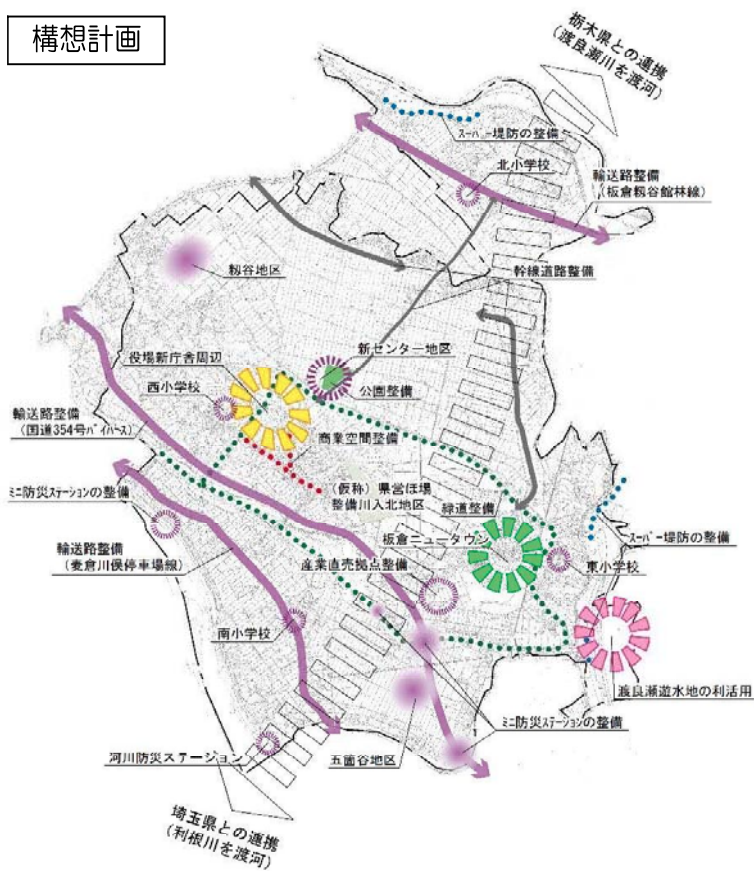 構想計画
栃木県との連携
(渡良瀬川を渡河)
スーパー堤防の整備
北小学校
輸送路整備
(板倉籾谷館林線)
籾谷地区
幹線道路整備
役場新庁舎周辺
新センター地区
西小学校
公園整備
輸送路整備
(国道354号バイパース)
商業空間整備
(仮称)県営ほ場
整備川入北地区
ミニ防災ステーションの整備
緑道整備
板倉ニュータウン
スーパー堤防の整備
輸送路整備
(麦倉川俣停車場線)
産業直売拠点整備
東小学校
南小学校
渡良瀬遊水地の利活用
ミニ防災ステーションの整備
河川防災ステーション
五箇谷地区
埼玉県との連携
(利根川を渡河)